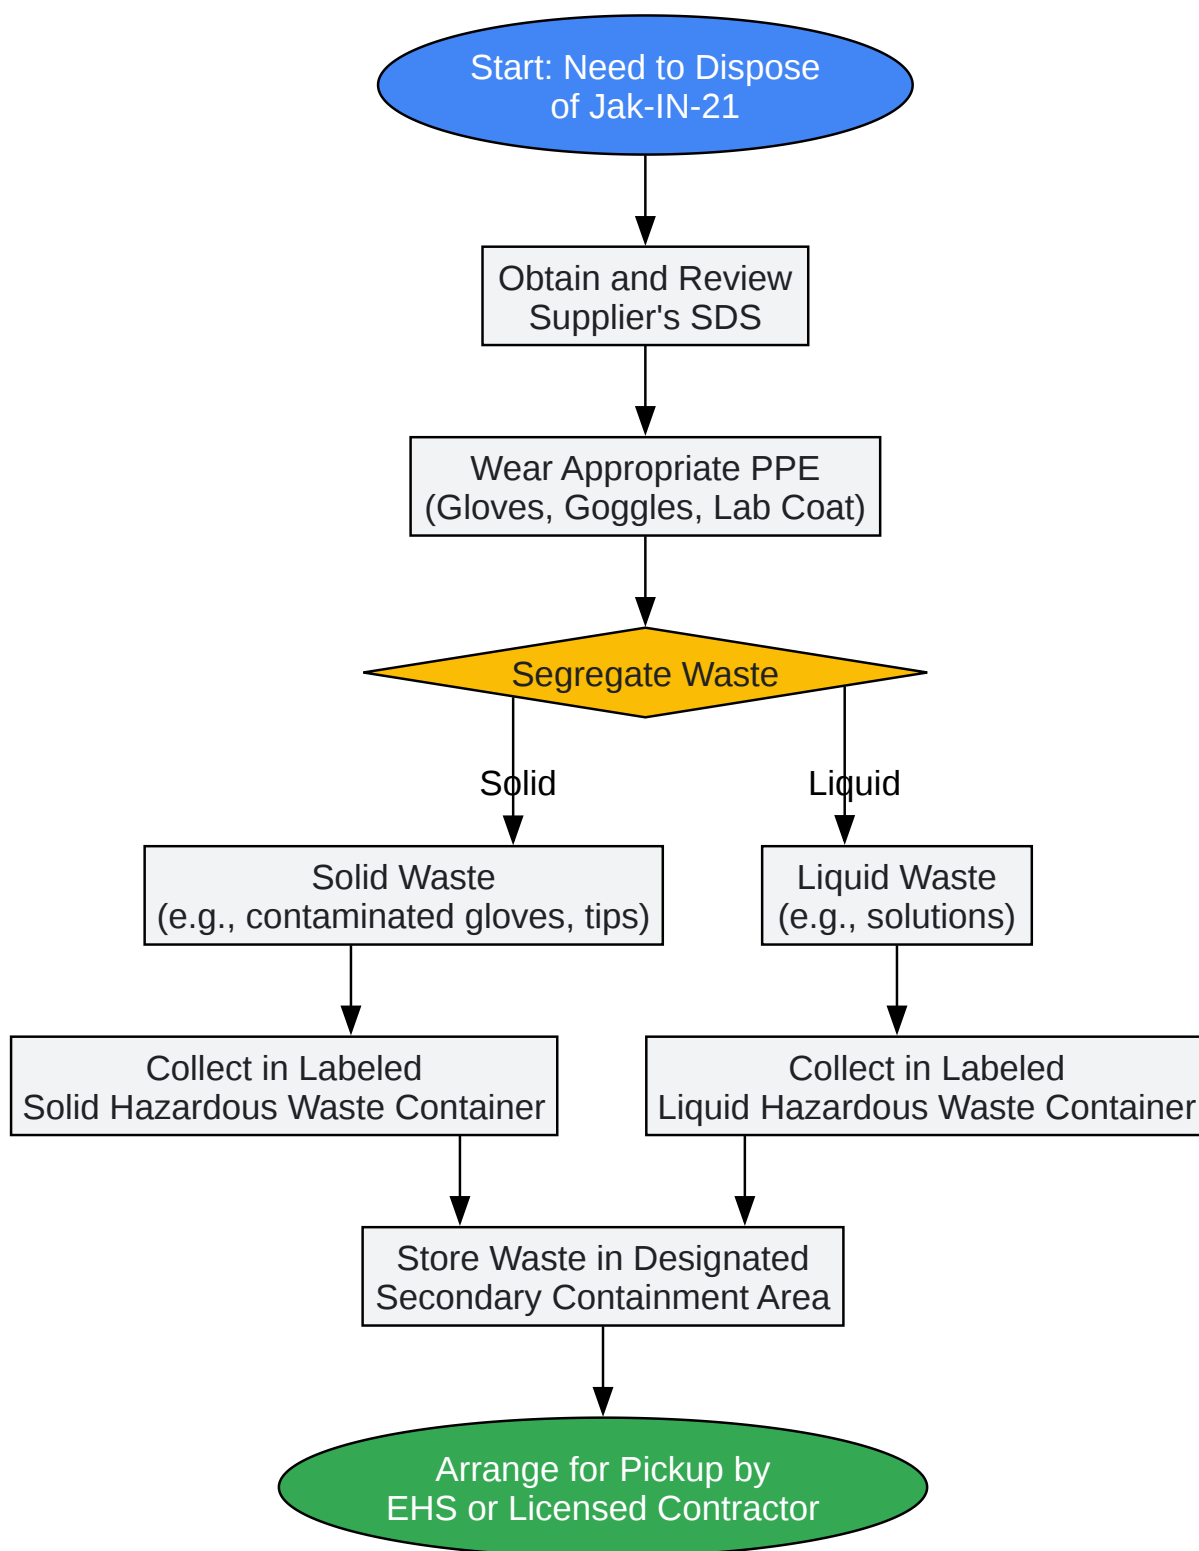 Start: Need to Dispose
of Jak-IN-21
Obtain and Review
Supplier's SDS
Wear Appropriate PPE
(Gloves, Goggles, Lab Coat)
Segregate Waste
Solid
Liquid
Solid Waste
(e.g., contaminated gloves, tips)
Liquid Waste
(e.g., solutions)
Collect in Labeled
Solid Hazardous Waste Container
Collect in Labeled
Liquid Hazardous Waste Container
Store Waste in Designated
Secondary Containment Area
Arrange for Pickup by
EHS or Licensed Contractor